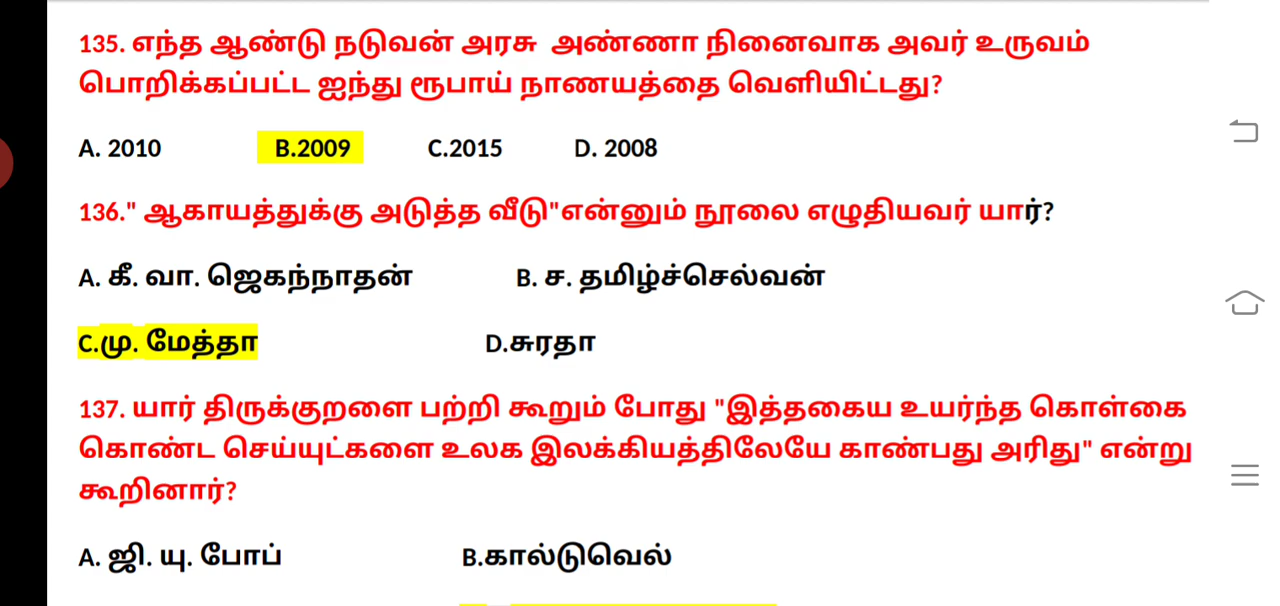 135. எந்த ஆண்டு நடுவன் அரசு அண்ணா நினைவாக அவர் உருவம்
பொறிக்கப்பட்ட ஐந்து ரூபாய் நாணயத்தை வெளியிட்டது?
A. 2010 B.2009 C.2015 D. 2008
136." ஆகாயத்துக்கு அடுத்த வீடு"என்னும் நூலை எழுதியவர் யார்?
A. கீ. வா. ஜெகந்நாதன் B. ச. தமிழ்ச்செல்வன்
C.மு. மேத்தா D.சுரதா
137. யார் திருக்குறளை பற்றி கூறும் போது "இத்தகைய உயர்ந்த கொள்கை
கொண்ட செய்யுட்களை உலக இலக்கியத்திலேயே காண்பது அரிது" என்று
கூறினார்?
A. ஜி. யு. போப் B.கால்டுவெல்